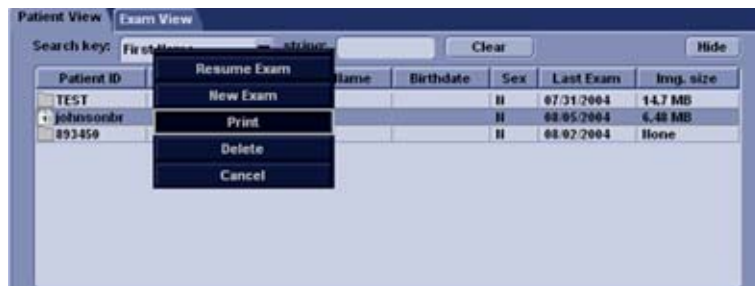 Patient View Exam View
Search key: First Name string: Clear Hide
Patient ID Name Birthdate Sex Last Exam Img. size
Resume Exam
TEST N 07/31/2004 14.7 MB
New Exam
johnsonbr N 08/05/2004 6.48 MB
Print
893450 N 08/02/2004 None
Delete
Cancel